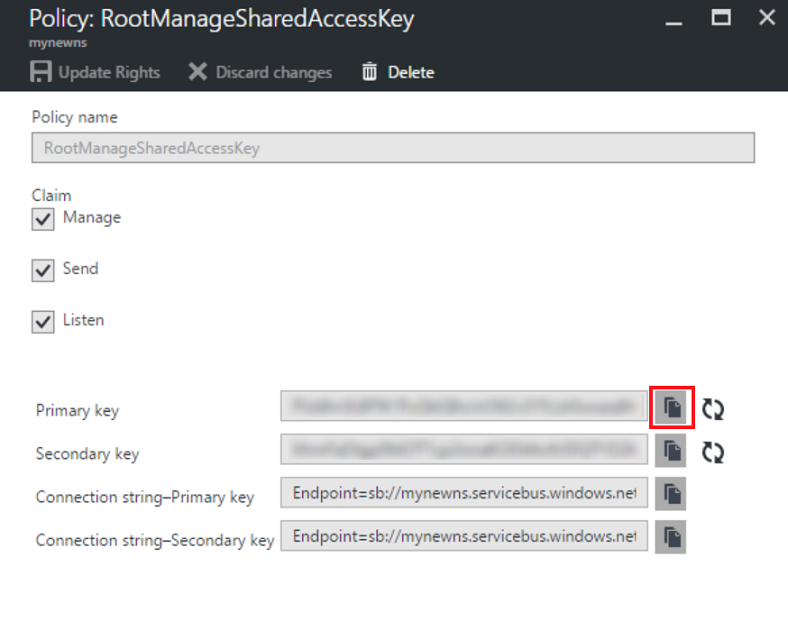 Policy: RootManageSharedAccessKey
mynewns
Update Rights Discard changes Delete
Policy name
RootManageSharedAccessKey
Claim
Manage
Send
Listen
Primary key
Secondary key
Connection string–Primary key Endpoint=sb://mynewns.servicebus.windows.net
Connection string–Secondary key Endpoint=sb://mynewns.servicebus.windows.net